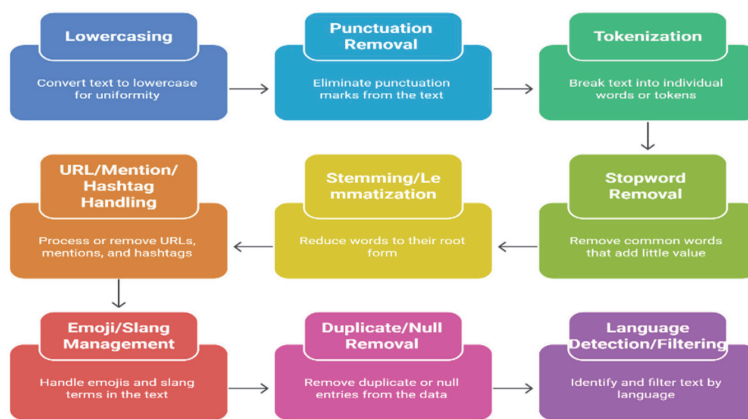 Lowercasing
Convert text to lowercase
for uniformity
Punctuation
Removal
Eliminate punctuation
marks from the text
Tokenization
Break text into individual
words or tokens
Stopword
Removal
Remove common words
that add little value
Stemming/Le
mmatization
Reduce words to their root
form
URL/Mention/
Hashtag
Handling
Process or remove URLs,
mentions, and hashtags
Emoji/Slang
Management
Handle emojis and slang
terms in the text
Duplicate/Null
Removal
Remove duplicate or null
entries from the data
Language
Detection/Filtering
Identify and filter text by
language